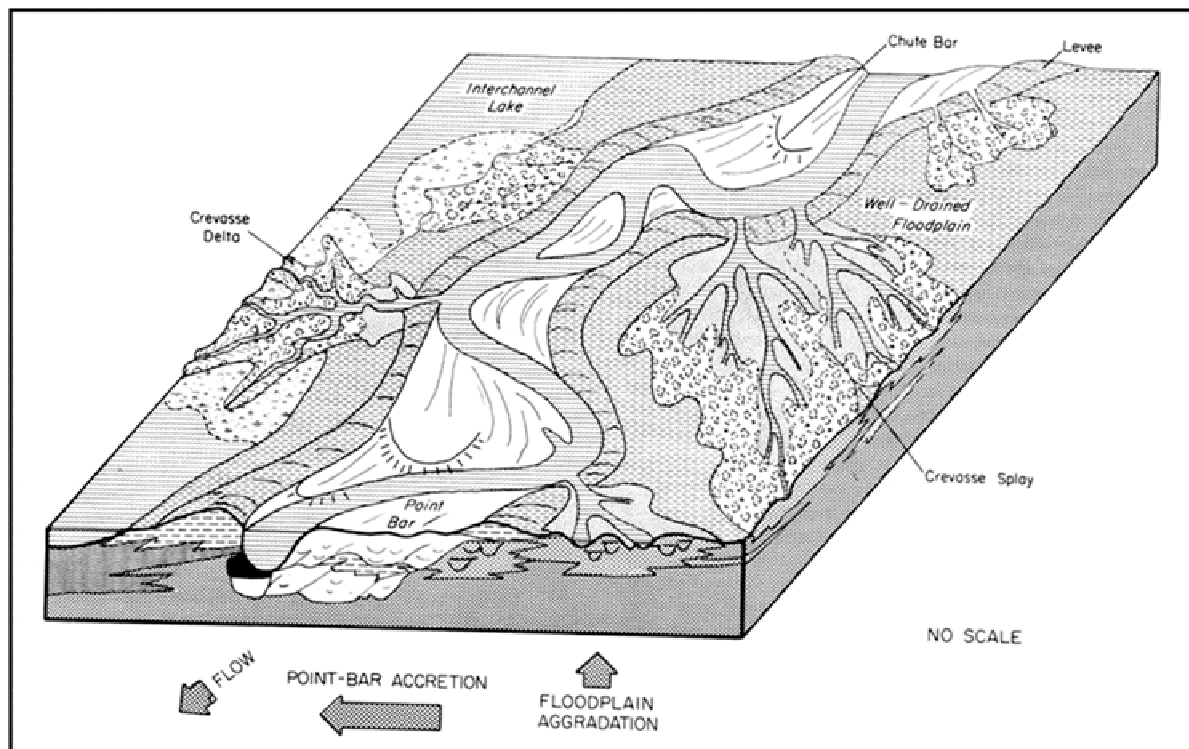 Chute Bar
Levee
Interchannel
Lake
Crevasse
Delta
Well-Drained
Floodplain
Crevasse Splay
Point
Bar
NO SCALE
FLOW
POINT-BAR ACCRETION
FLOODPLAIN
AGGRADATION